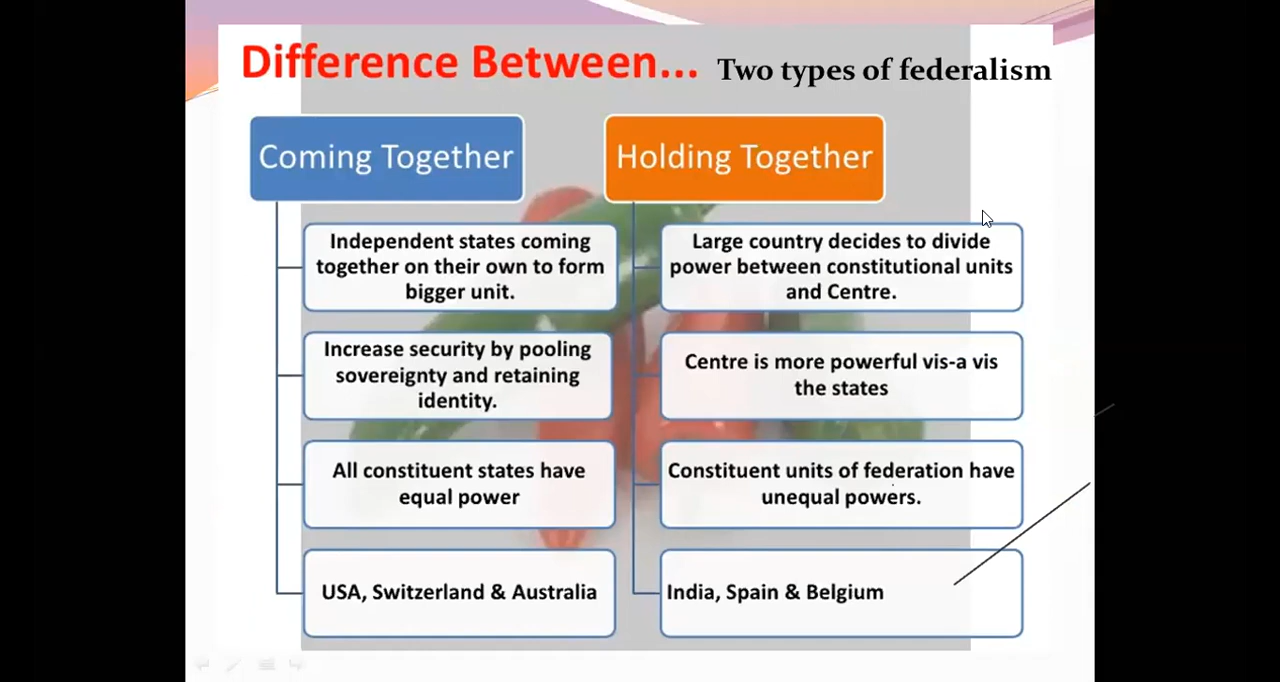 Difference Between...
Two types of federalism
Coming Together
Independent states coming
together on their own to form
bigger unit.
Increase security by pooling
sovereignty and retaining
identity.
All constituent states have
equal power
USA, Switzerland & Australia
Holding Together
Large country decides to divide
power between constitutional units
and Centre.
Centre is more powerful vis-a vis
the states
Constituent units of federation have
unequal powers.
India, Spain & Belgium